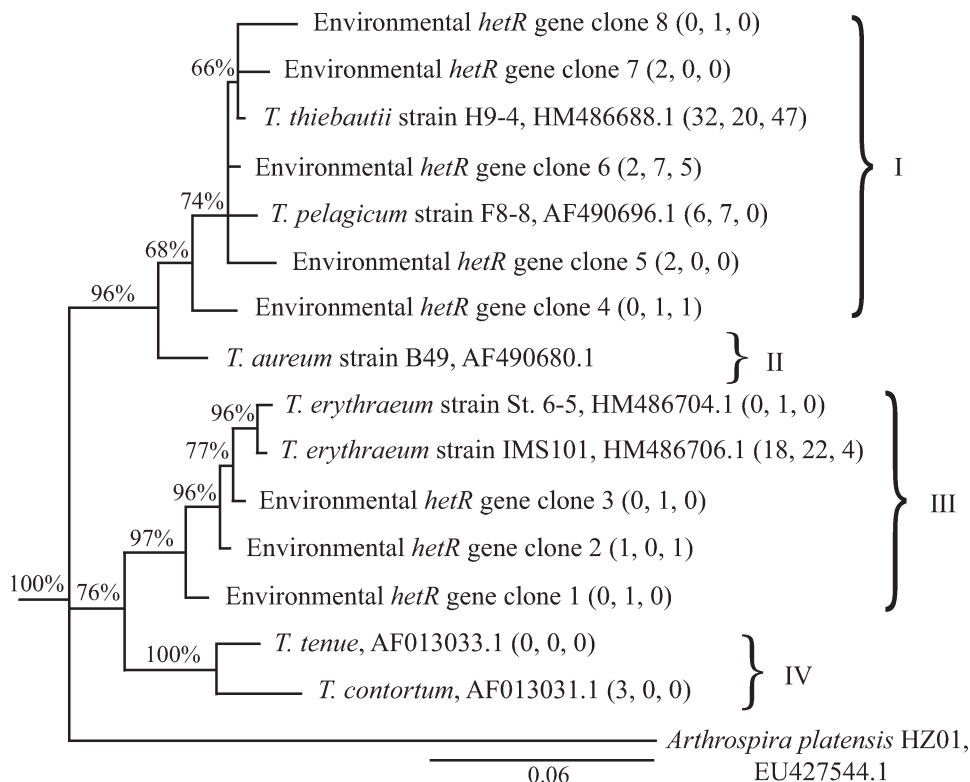 Environmental hetR gene clone 8 (0, 1, 0)
66%
Environmental hetR gene clone 7 (2, 0, 0)
T. thiebautii strain H9-4, HM486688.1 (32, 20, 47)
Environmental hetR gene clone 6 (2, 7, 5)
I
74%
T. pelagicum strain F8-8, AF490696.1 (6, 7, 0)
68%
Environmental hetR gene clone 5 (2, 0, 0)
96%
Environmental hetR gene clone 4 (0, 1, 1)
T. aureum strain B49, AF490680.1
II
96%
T. erythraeum strain St. 6-5, HM486704.1 (0, 1, 0)
77%
T. erythraeum strain IMS101, HM486706.1 (18, 22, 4)
96%
Environmental hetR gene clone 3 (0, 1, 0)
III
97%
Environmental hetR gene clone 2 (1, 0, 1)
100%
76%
Environmental hetR gene clone 1 (0, 1, 0)
T. tenue, AF013033.1 (0, 0, 0)
100%
IV
T. contortum, AF013031.1 (3, 0, 0)
Arthrospira platensis HZ01,
EU427544.1
0.06